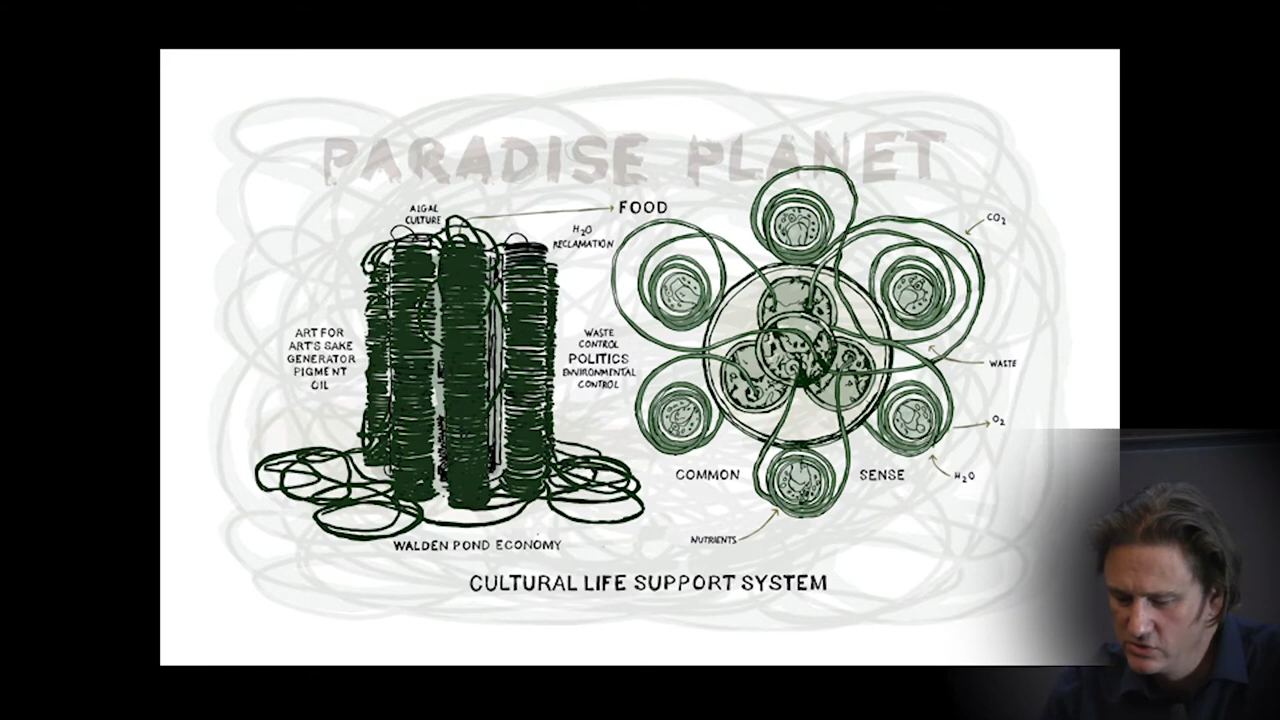 PARADISE PLANET
ALGAL
CULTURE
FOOD
H2O
RECLAMATION
CO2
ART FOR
ART'S SAKE
GENERATOR
PIGMENT
OIL
WASTE
CONTROL
POLITICS
ENVIRONMENTAL
CONTROL
WASTE
O2
COMMON SENSE
H2O
NUTRIENTS
WALDEN POND ECONOMY
CULTURAL LIFE SUPPORT SYSTEM